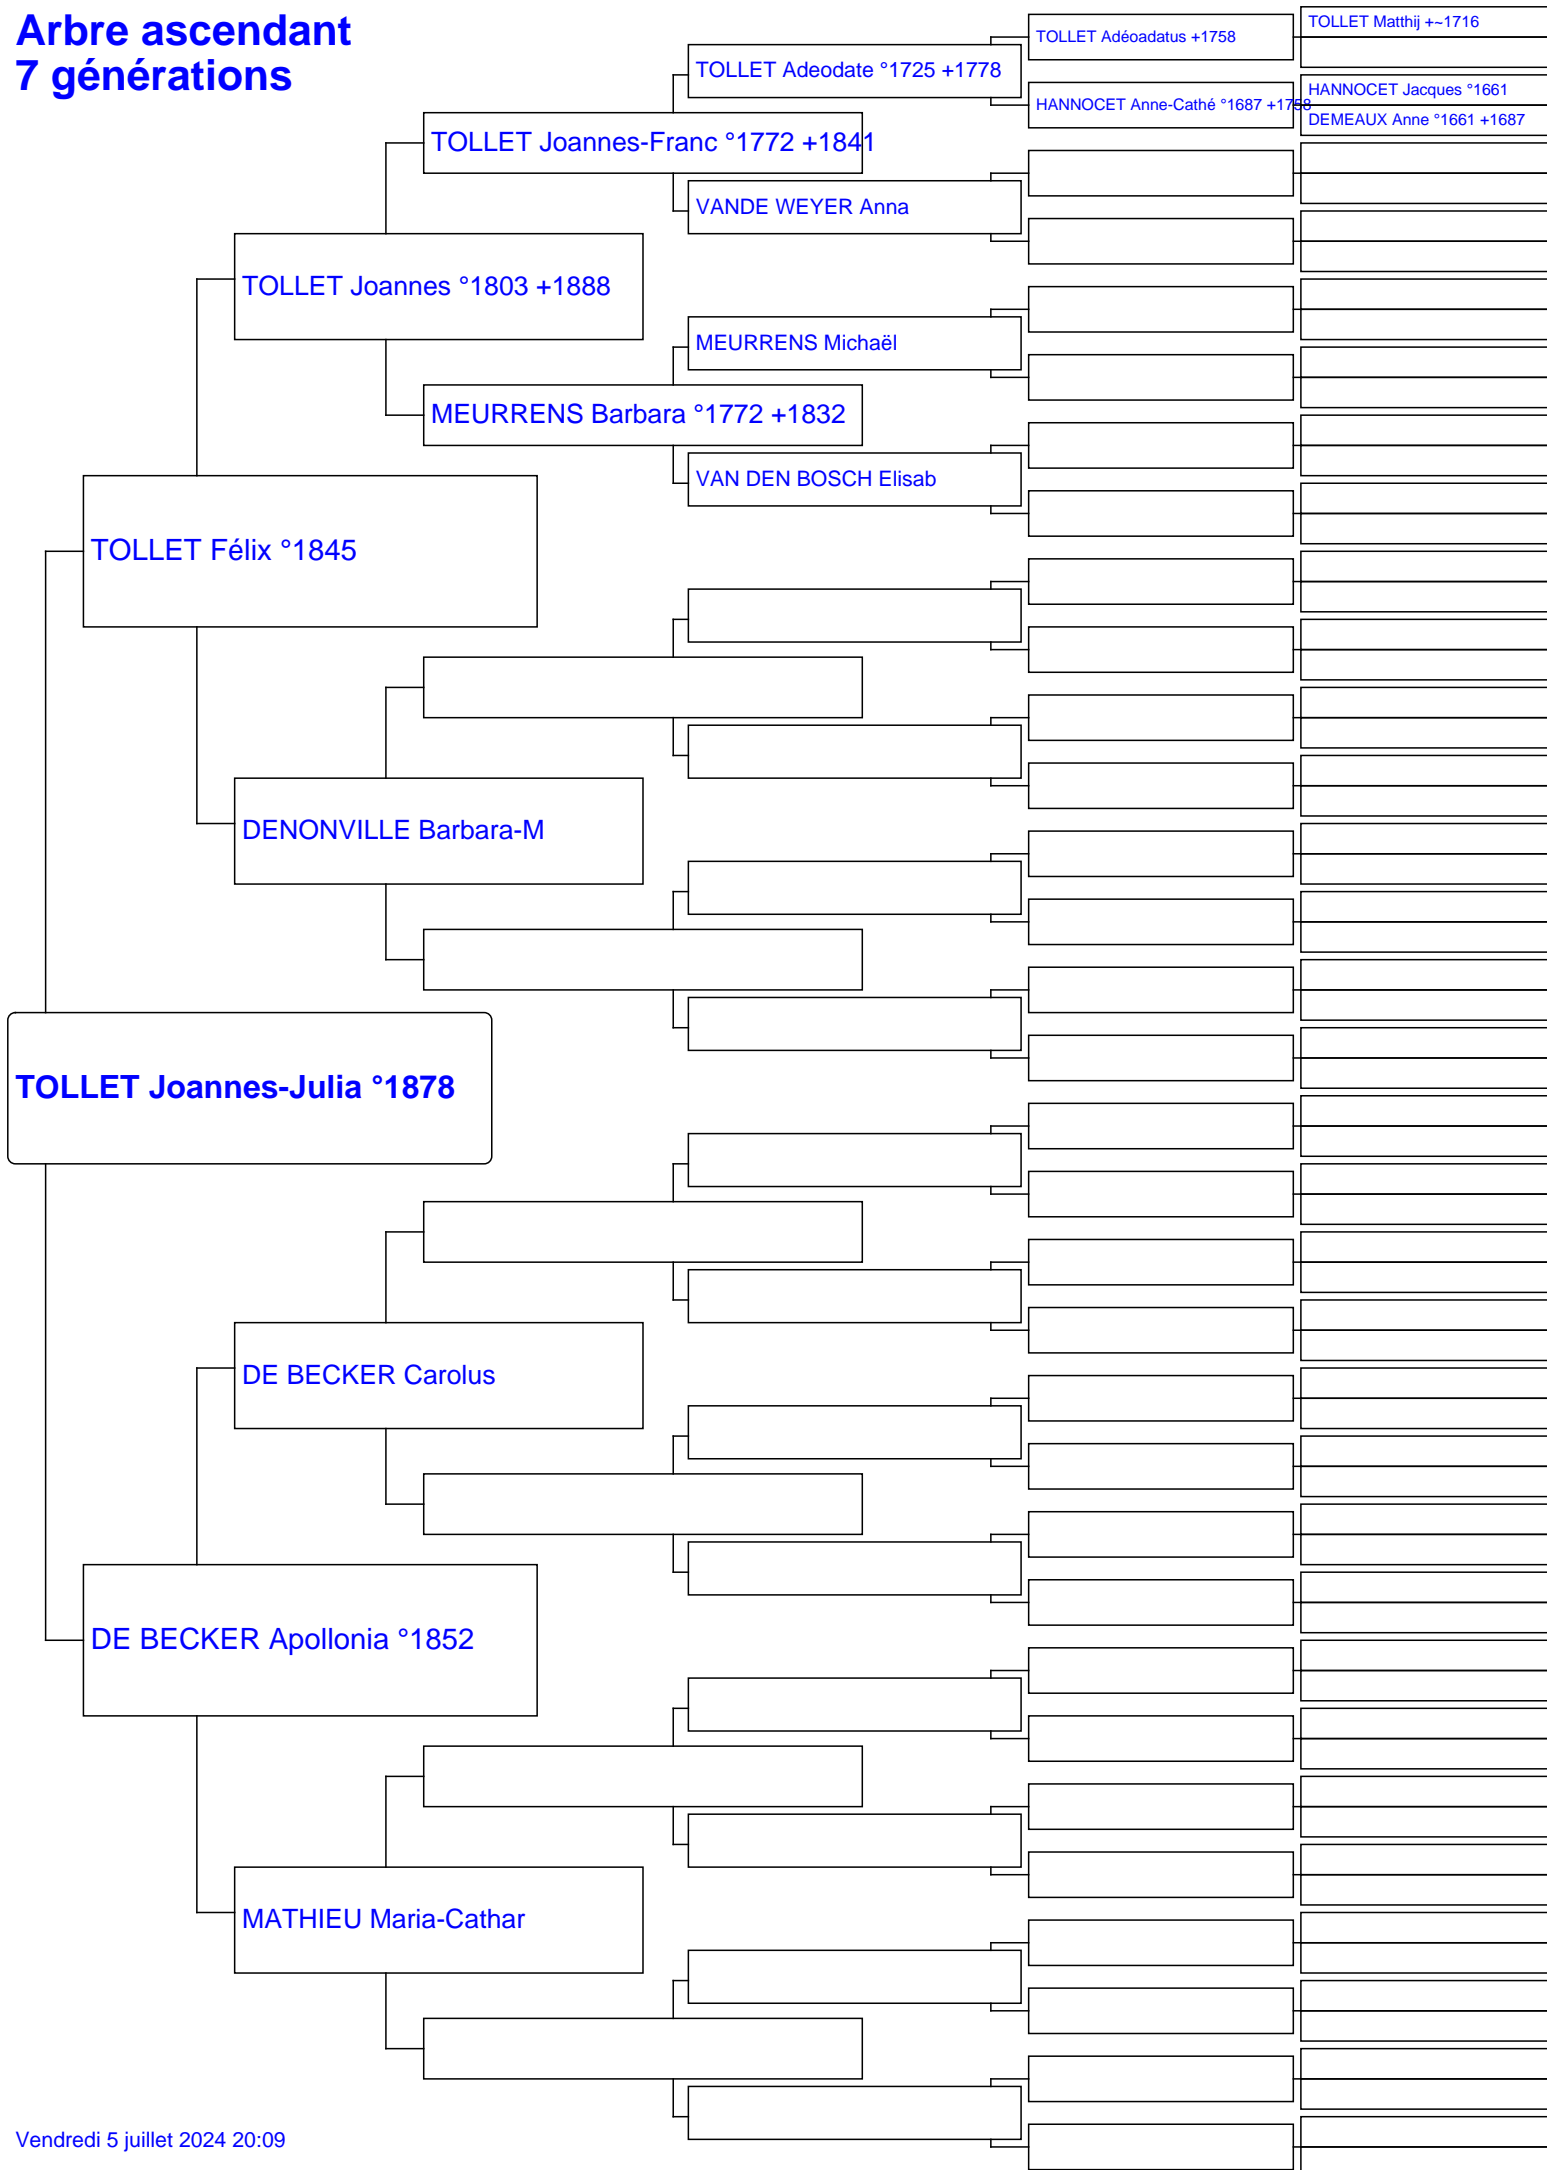 Arbre ascendant
7 générations
TOLLET Matthij +~1716
TOLLET Adéoadatus +1758
TOLLET Adeodate °1725 +1778
HANNOCET Jacques °1661
HANNOCET Anne-Cathé °1687 +1758
DEMEAUX Anne °1661 +1687
TOLLET Joannes-Franc °1772 +1841
VANDE WEYER Anna
TOLLET Joannes °1803 +1888
MEURRENS Michaël
MEURRENS Barbara °1772 +1832
VAN DEN BOSCH Elisab
TOLLET Félix °1845
DENONVILLE Barbara-M
TOLLET Joannes-Julia °1878
DE BECKER Carolus
DE BECKER Apollonia °1852
MATHIEU Maria-Cathar
Vendredi 5 juillet 2024 20:09